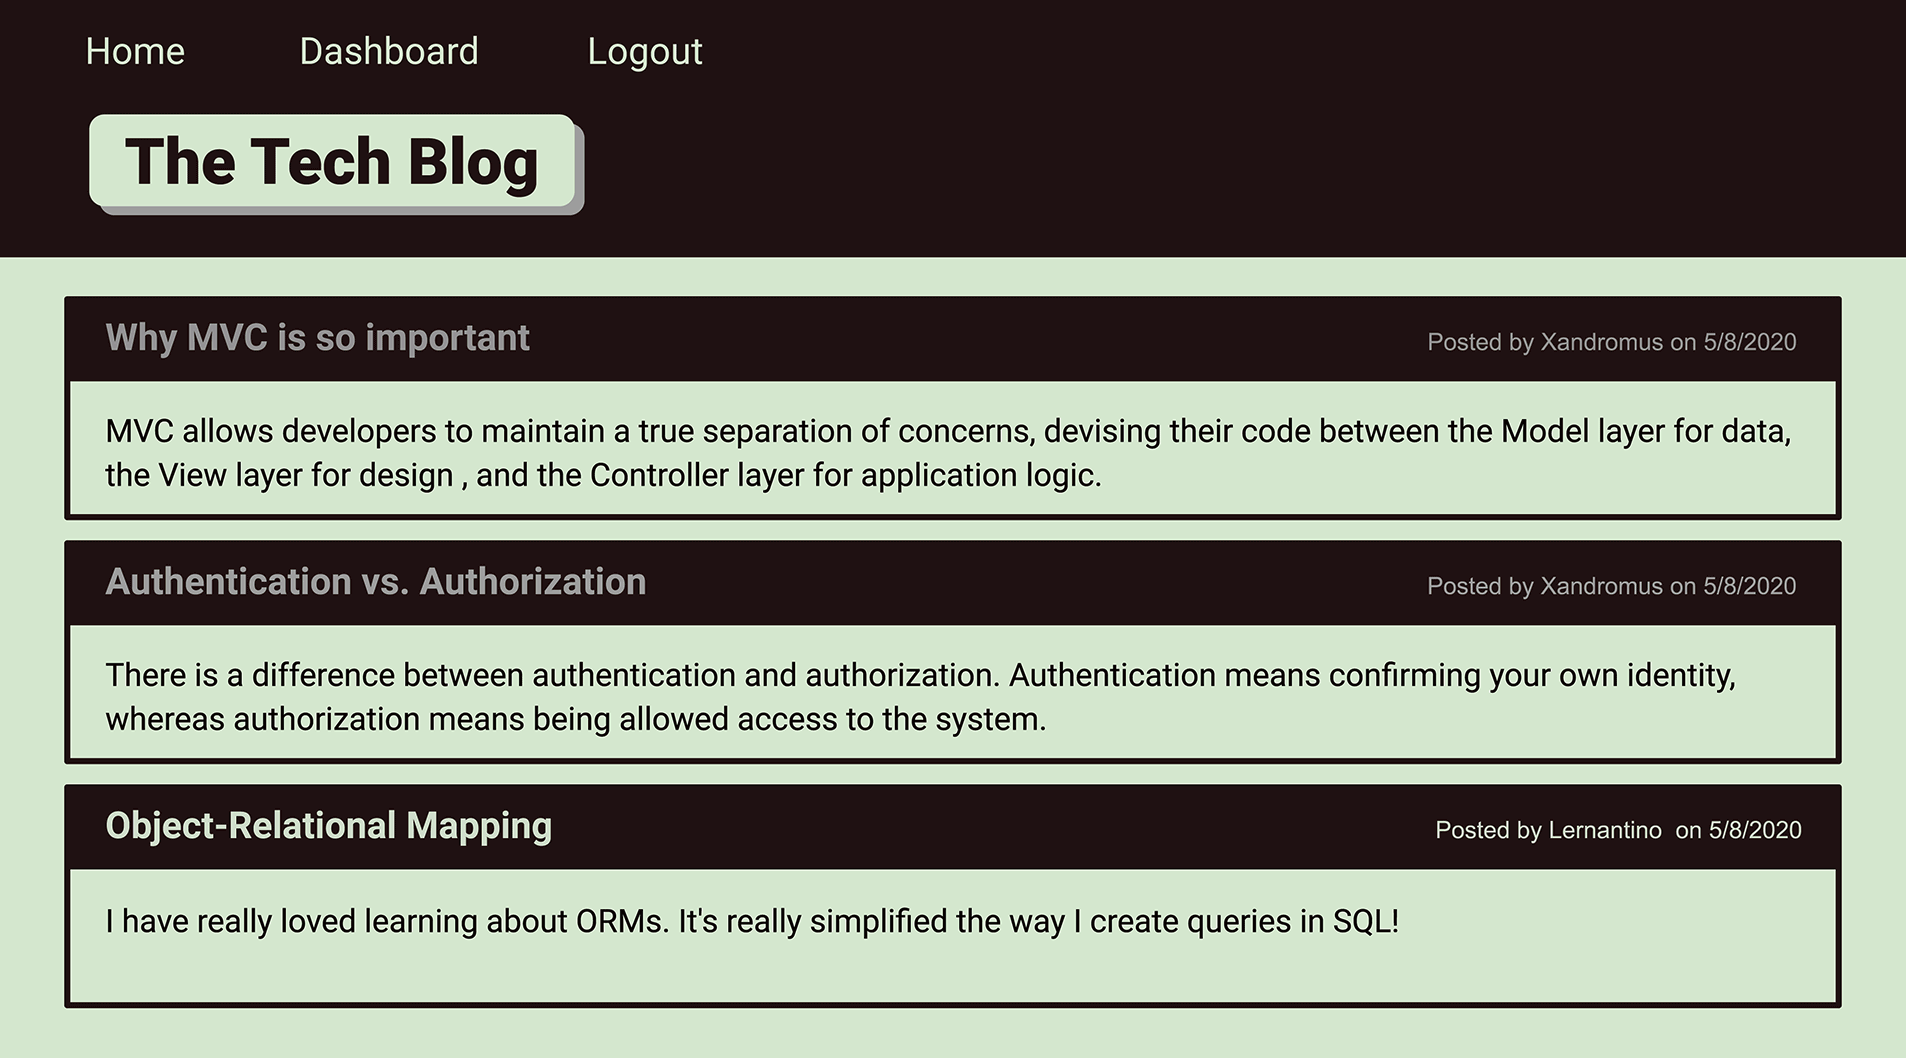 Home Dashboard Logout
The Tech Blog
Why MVC is so important Posted by Xandromus on 5/8/2020
MVC allows developers to maintain a true separation of concerns, devising their code between the Model layer for data,
the View layer for design , and the Controller layer for application logic.
Authentication vs. Authorization Posted by Xandromus on 5/8/2020
There is a difference between authentication and authorization. Authentication means confirming your own identity,
whereas authorization means being allowed access to the system.
Object-Relational Mapping Posted by Lernantino  on 5/8/2020
I have really loved learning about ORMs. It's really simplified the way I create queries in SQL!